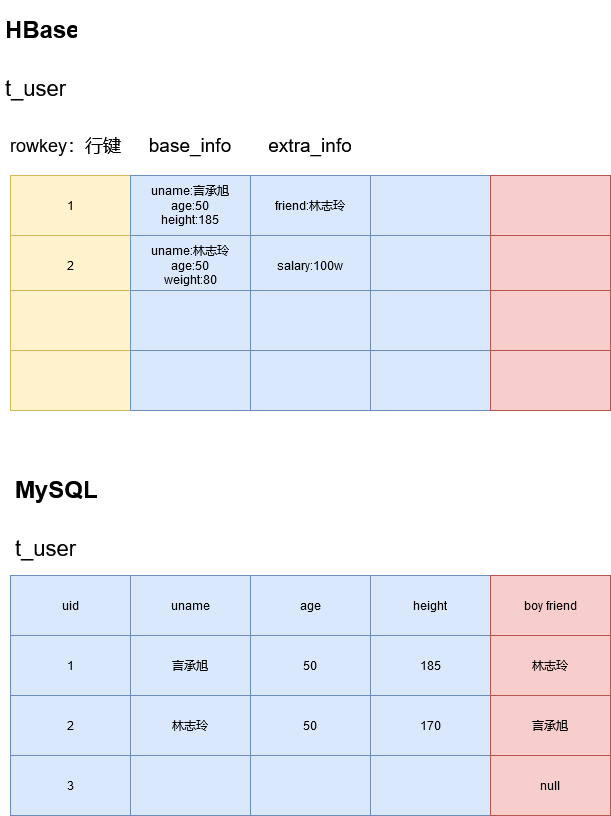 HBase
t_user
rowkey：行键 base_info extra_info
1
uname:言承旭
age:50
height:185
friend:林志玲
2
uname:林志玲
age:50
weight:80
salary:100w
MySQL
t_user
uid uname age height boy friend
1 言承旭 50 185 林志玲
2 林志玲 50 170 言承旭
3 null